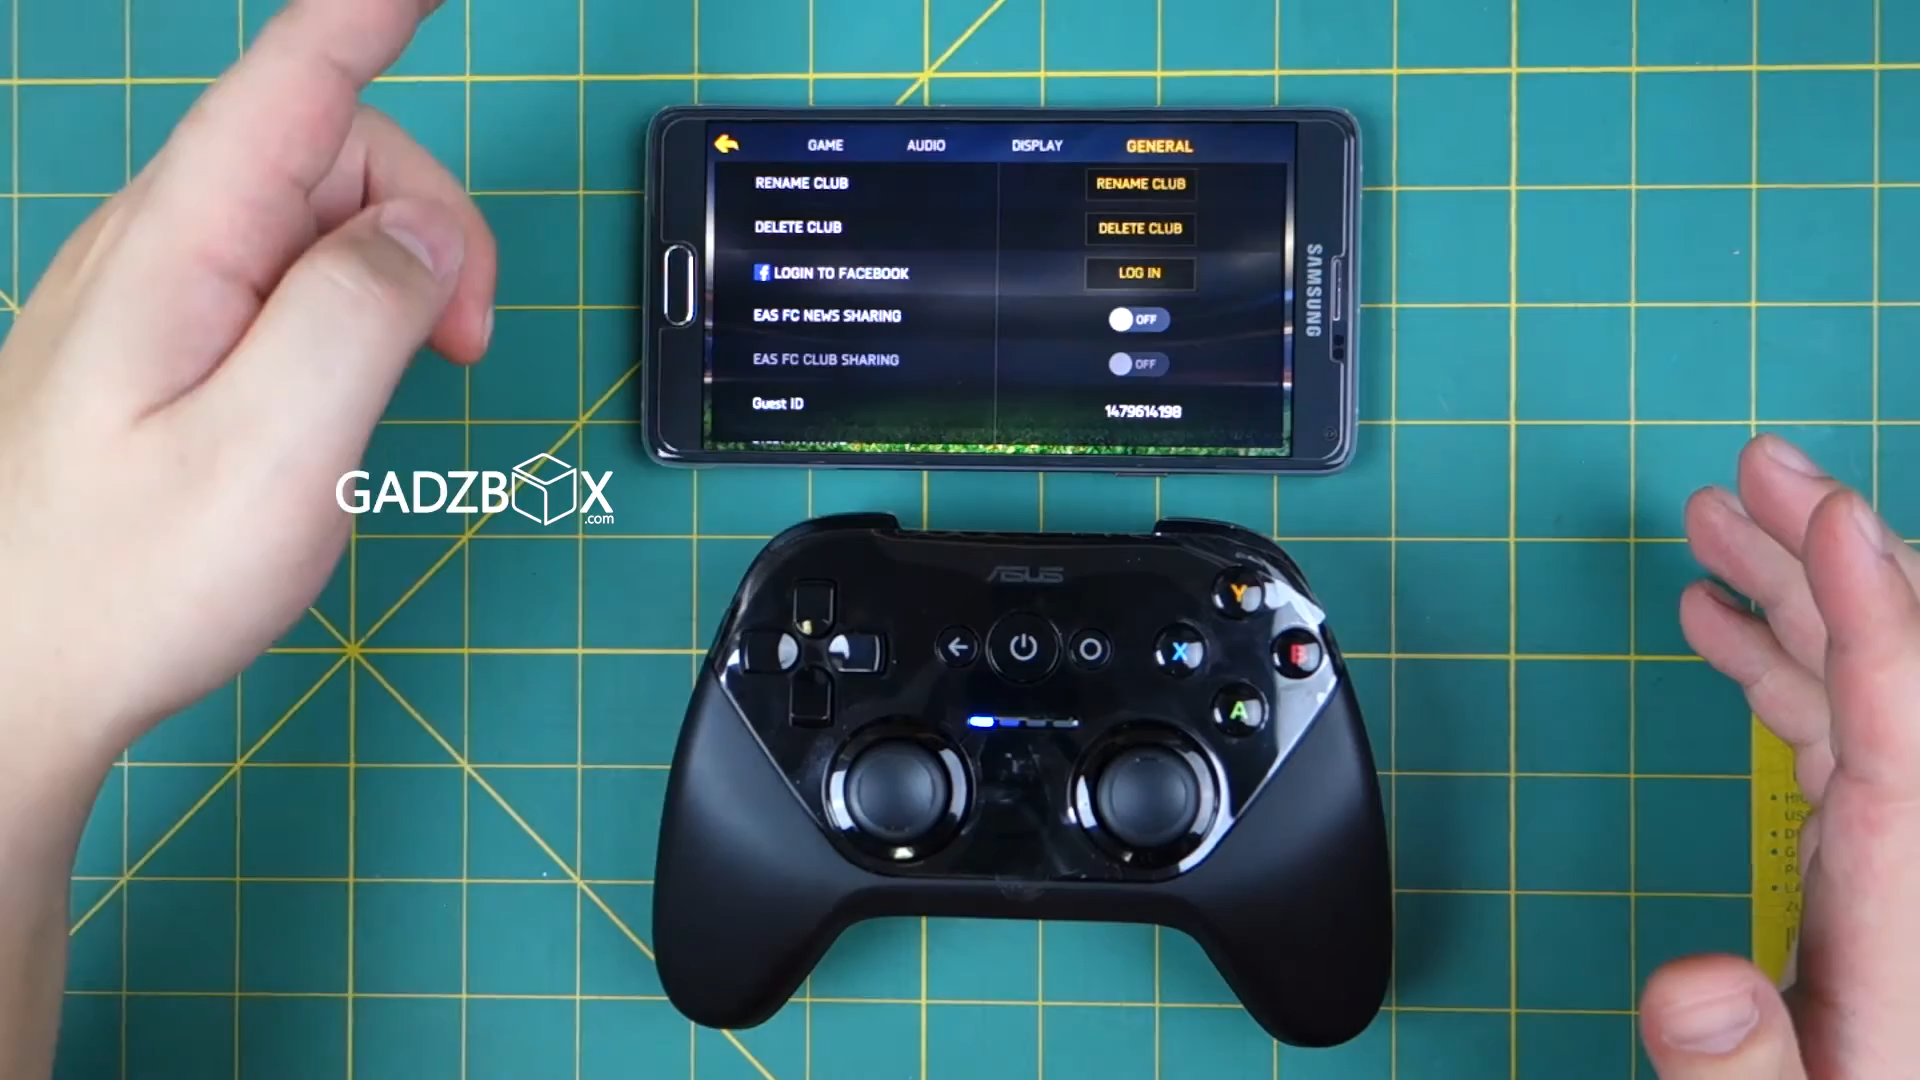 GAME AUDIO DISPLAY GENERAL
RENAME CLUB RENAME CLUB
DELETE CLUB DELETE CLUB
LOGIN TO FACEBOOK LOG IN
EAS FC NEWS SHARING OFF
EAS FC CLUB SHARING OFF
Guest ID 1479614198
SAMSUNG
GADZBOX
.com
ASUS
Y
X B
A